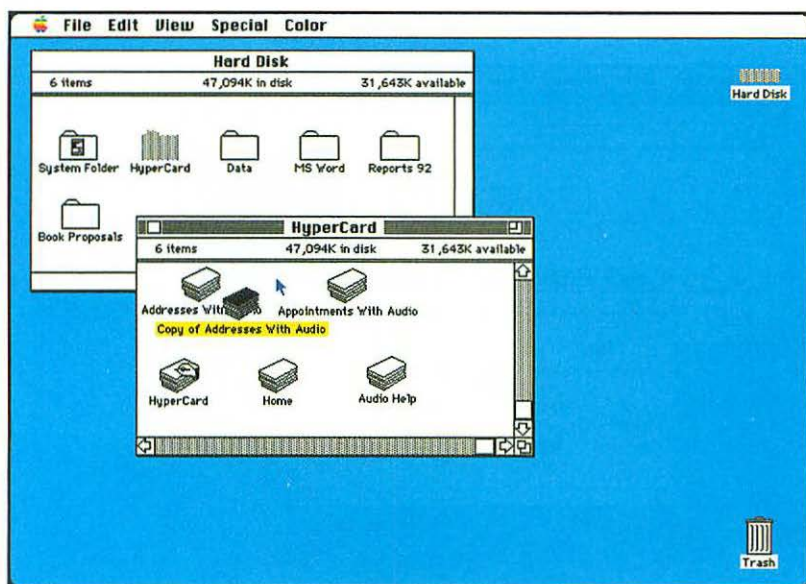 File Edit View Special Color
Hard Disk
6 items 47,094K in disk 31,643K available
Hard Disk
System Folder HyperCard Data MS Word Reports 92
Book Proposals
HyperCard
6 items 47,094K in disk 31,643K available
Addresses With Appointments With Audio
Copy of Addresses With Audio
HyperCard Home Audio Help
Trash